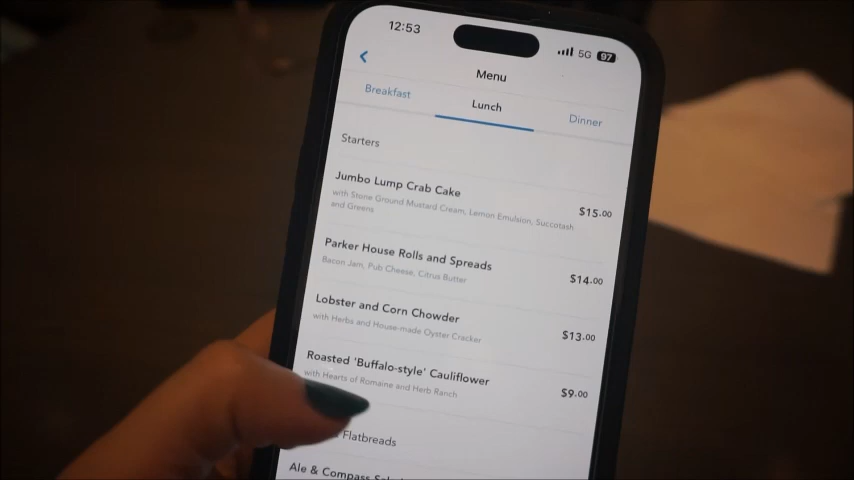 12:53
5G 97
Menu
Breakfast Lunch Dinner
Starters
Jumbo Lump Crab Cake
$15.00
with Stone Ground Mustard Cream, Lemon Emulsion, Succotash
and Greens
Parker House Rolls and Spreads
$14.00
Bacon Jam, Pub Cheese, Citrus Butter
Lobster and Corn Chowder
$13.00
with Herbs and House-made Oyster Cracker
Roasted 'Buffalo-style' Cauliflower
$9.00
with Hearts of Romaine and Herb Ranch
Flatbreads
Ale & Compass